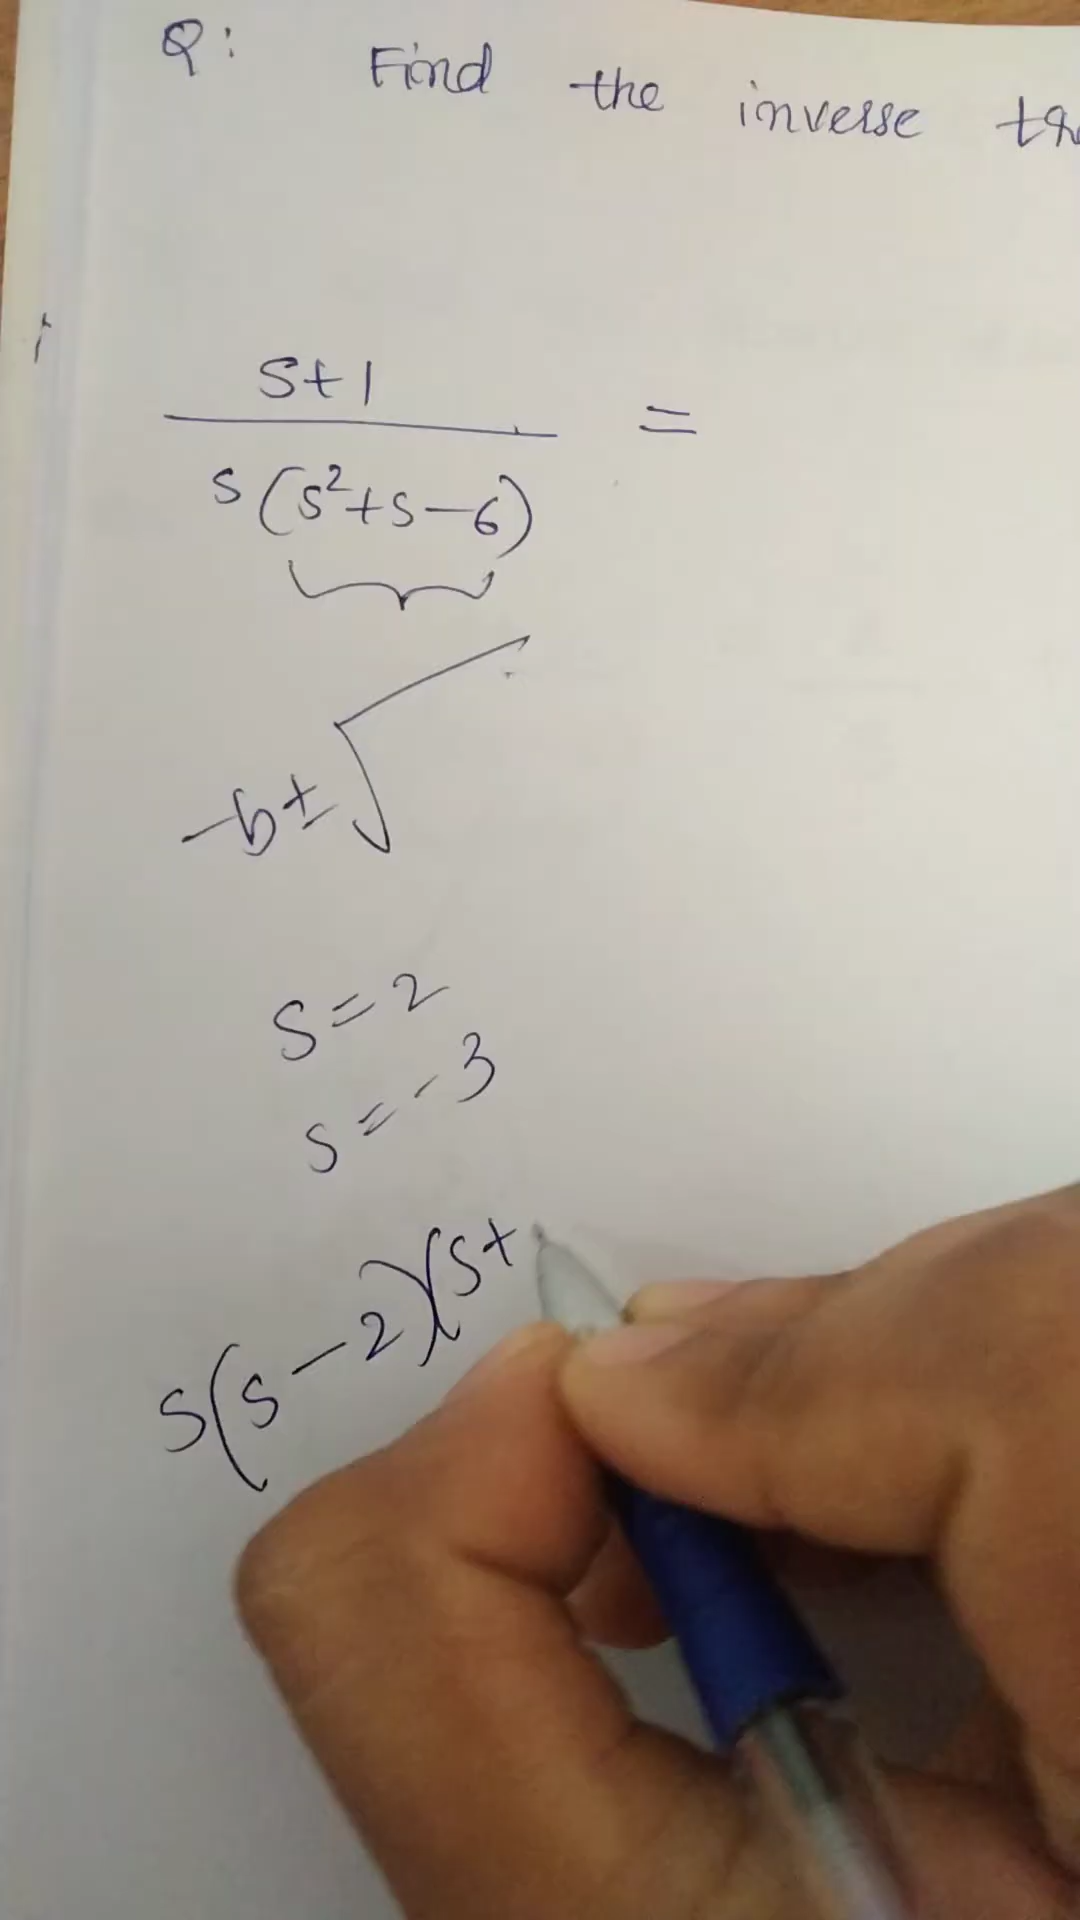 Q: Find the inverse
s+1
=
s(s²+s-6)
-b±√
s=2
s=-3
s(s-2)(s+